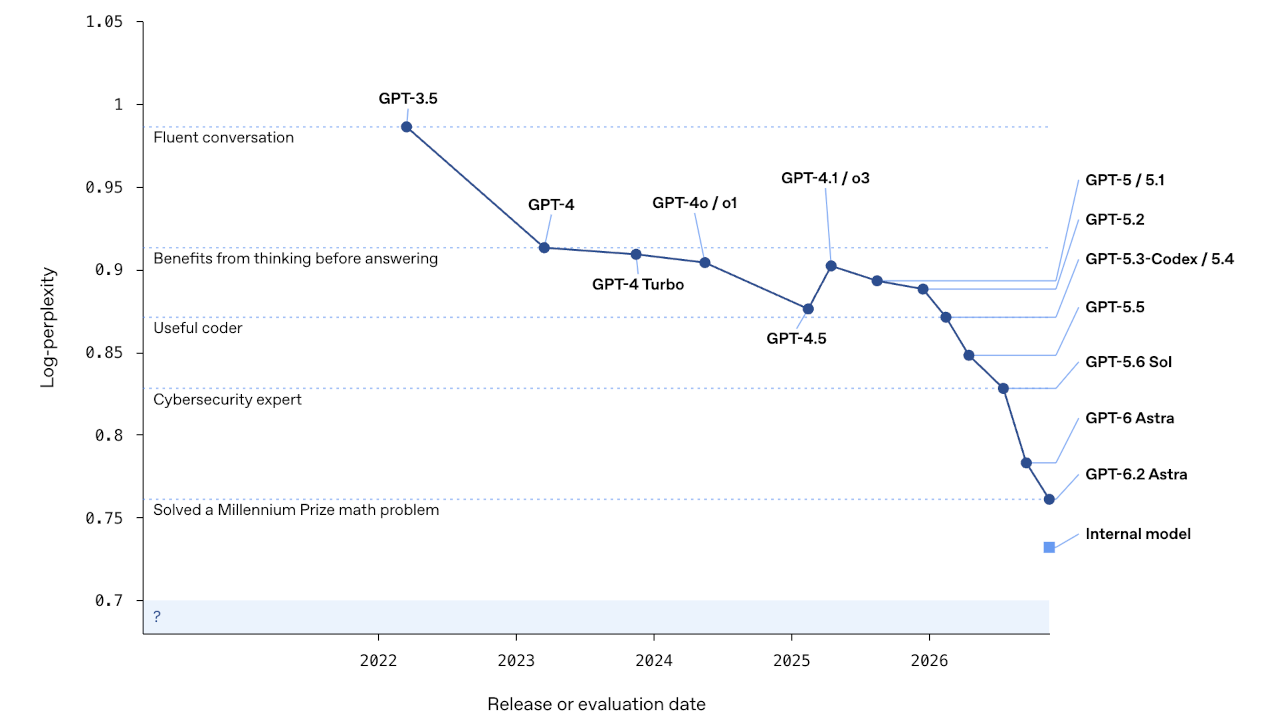 1.05
1
0.95
0.9
0.85
0.8
0.75
0.7
Log-perplexity
GPT-3.5
Fluent conversation
GPT-4
GPT-4 Turbo
GPT-4o / o1
GPT-4.5
GPT-4.1 / o3
GPT-5 / 5.1
GPT-5.2
GPT-5.3-Codex / 5.4
GPT-5.5
GPT-5.6 Sol
GPT-6 Astra
GPT-6.2 Astra
Internal model
Benefits from thinking before answering
Useful coder
Cybersecurity expert
Solved a Millennium Prize math problem
?
2022
2023
2024
2025
2026
Release or evaluation date